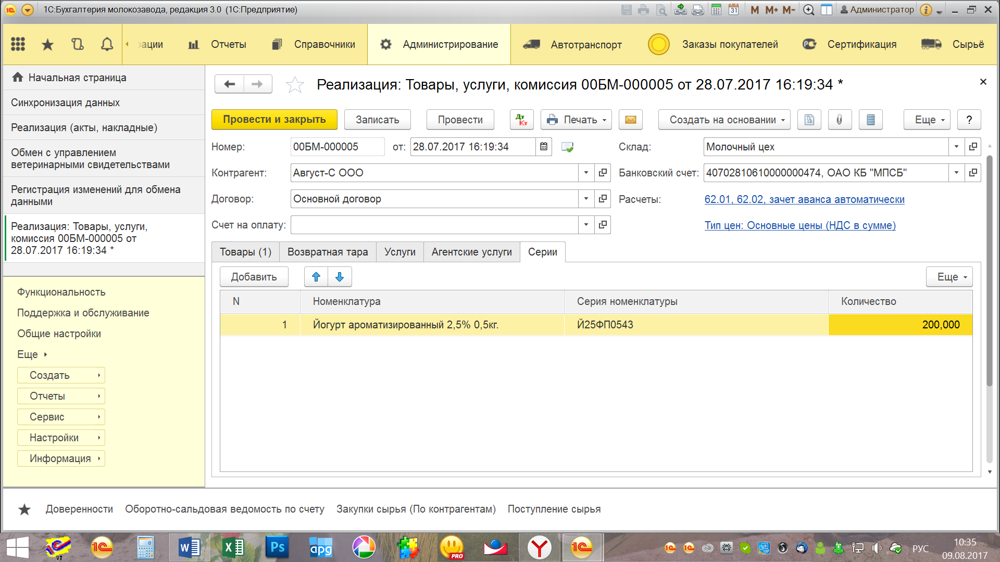 1С:Бухгалтерия молокозавода, редакция 3.0 (1С:Предприятие)
31 M M+ M- Администратор
рации Отчеты Справочники Администрирование Автотранспорт Заказы покупателей Сертификация Сырьё
Начальная страница
Синхронизация данных
Реализация (акты, накладные)
Обмен с управлением
ветеринарными свидетельствами
Регистрация изменений для обмена
данными
Реализация: Товары, услуги,
комиссия 00БМ-000005 от
28.07.2017 16:19:34 *
Функциональность
Поддержка и обслуживание
Общие настройки
Еще
Создать
Отчеты
Сервис
Настройки
Информация
Реализация: Товары, услуги, комиссия 00БМ-000005 от 28.07.2017 16:19:34 *
Провести и закрыть Записать Провести Дт Кт Печать Создать на основании Еще ?
Номер: 00БМ-000005 от: 28.07.2017 16:19:34 Склад: Молочный цех
Контрагент: Август-С ООО Банковский счет: 40702810610000000474, ОАО КБ "МПСБ"
Договор: Основной договор Расчеты: 62.01, 62.02, зачет аванса автоматически
Счет на оплату: Тип цен: Основные цены (НДС в сумме)
Товары (1) Возвратная тара Услуги Агентские услуги Серии
Добавить Еще
N Номенклатура Серия номенклатуры Количество
1 Йогурт ароматизированный 2,5% 0,5кг. Й25ФП0543 200,000
Доверенности Оборотно-сальдовая ведомость по счету Закупки сырья (По контрагентам) Поступление сырья
РУС 10:35
09.08.2017